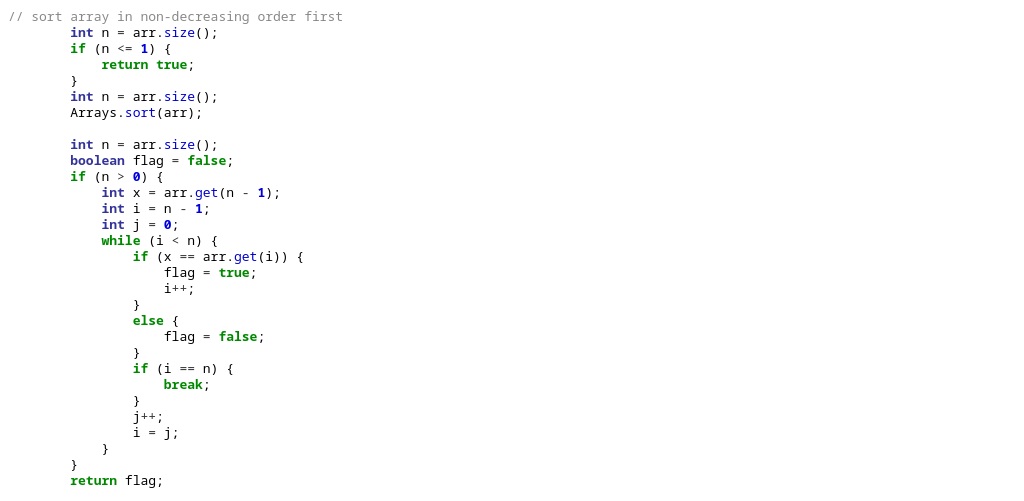 // sort array in non-decreasing order first
        int n = arr.size();
        if (n <= 1) {
            return true;
        }
        int n = arr.size();
        Arrays.sort(arr);

        int n = arr.size();
        boolean flag = false;
        if (n > 0) {
            int x = arr.get(n - 1);
            int i = n - 1;
            int j = 0;
            while (i < n) {
                if (x == arr.get(i)) {
                    flag = true;
                    i++;
                }
                else {
                    flag = false;
                }
                if (i == n) {
                    break;
                }
                j++;
                i = j;
            }
        }
        return flag;